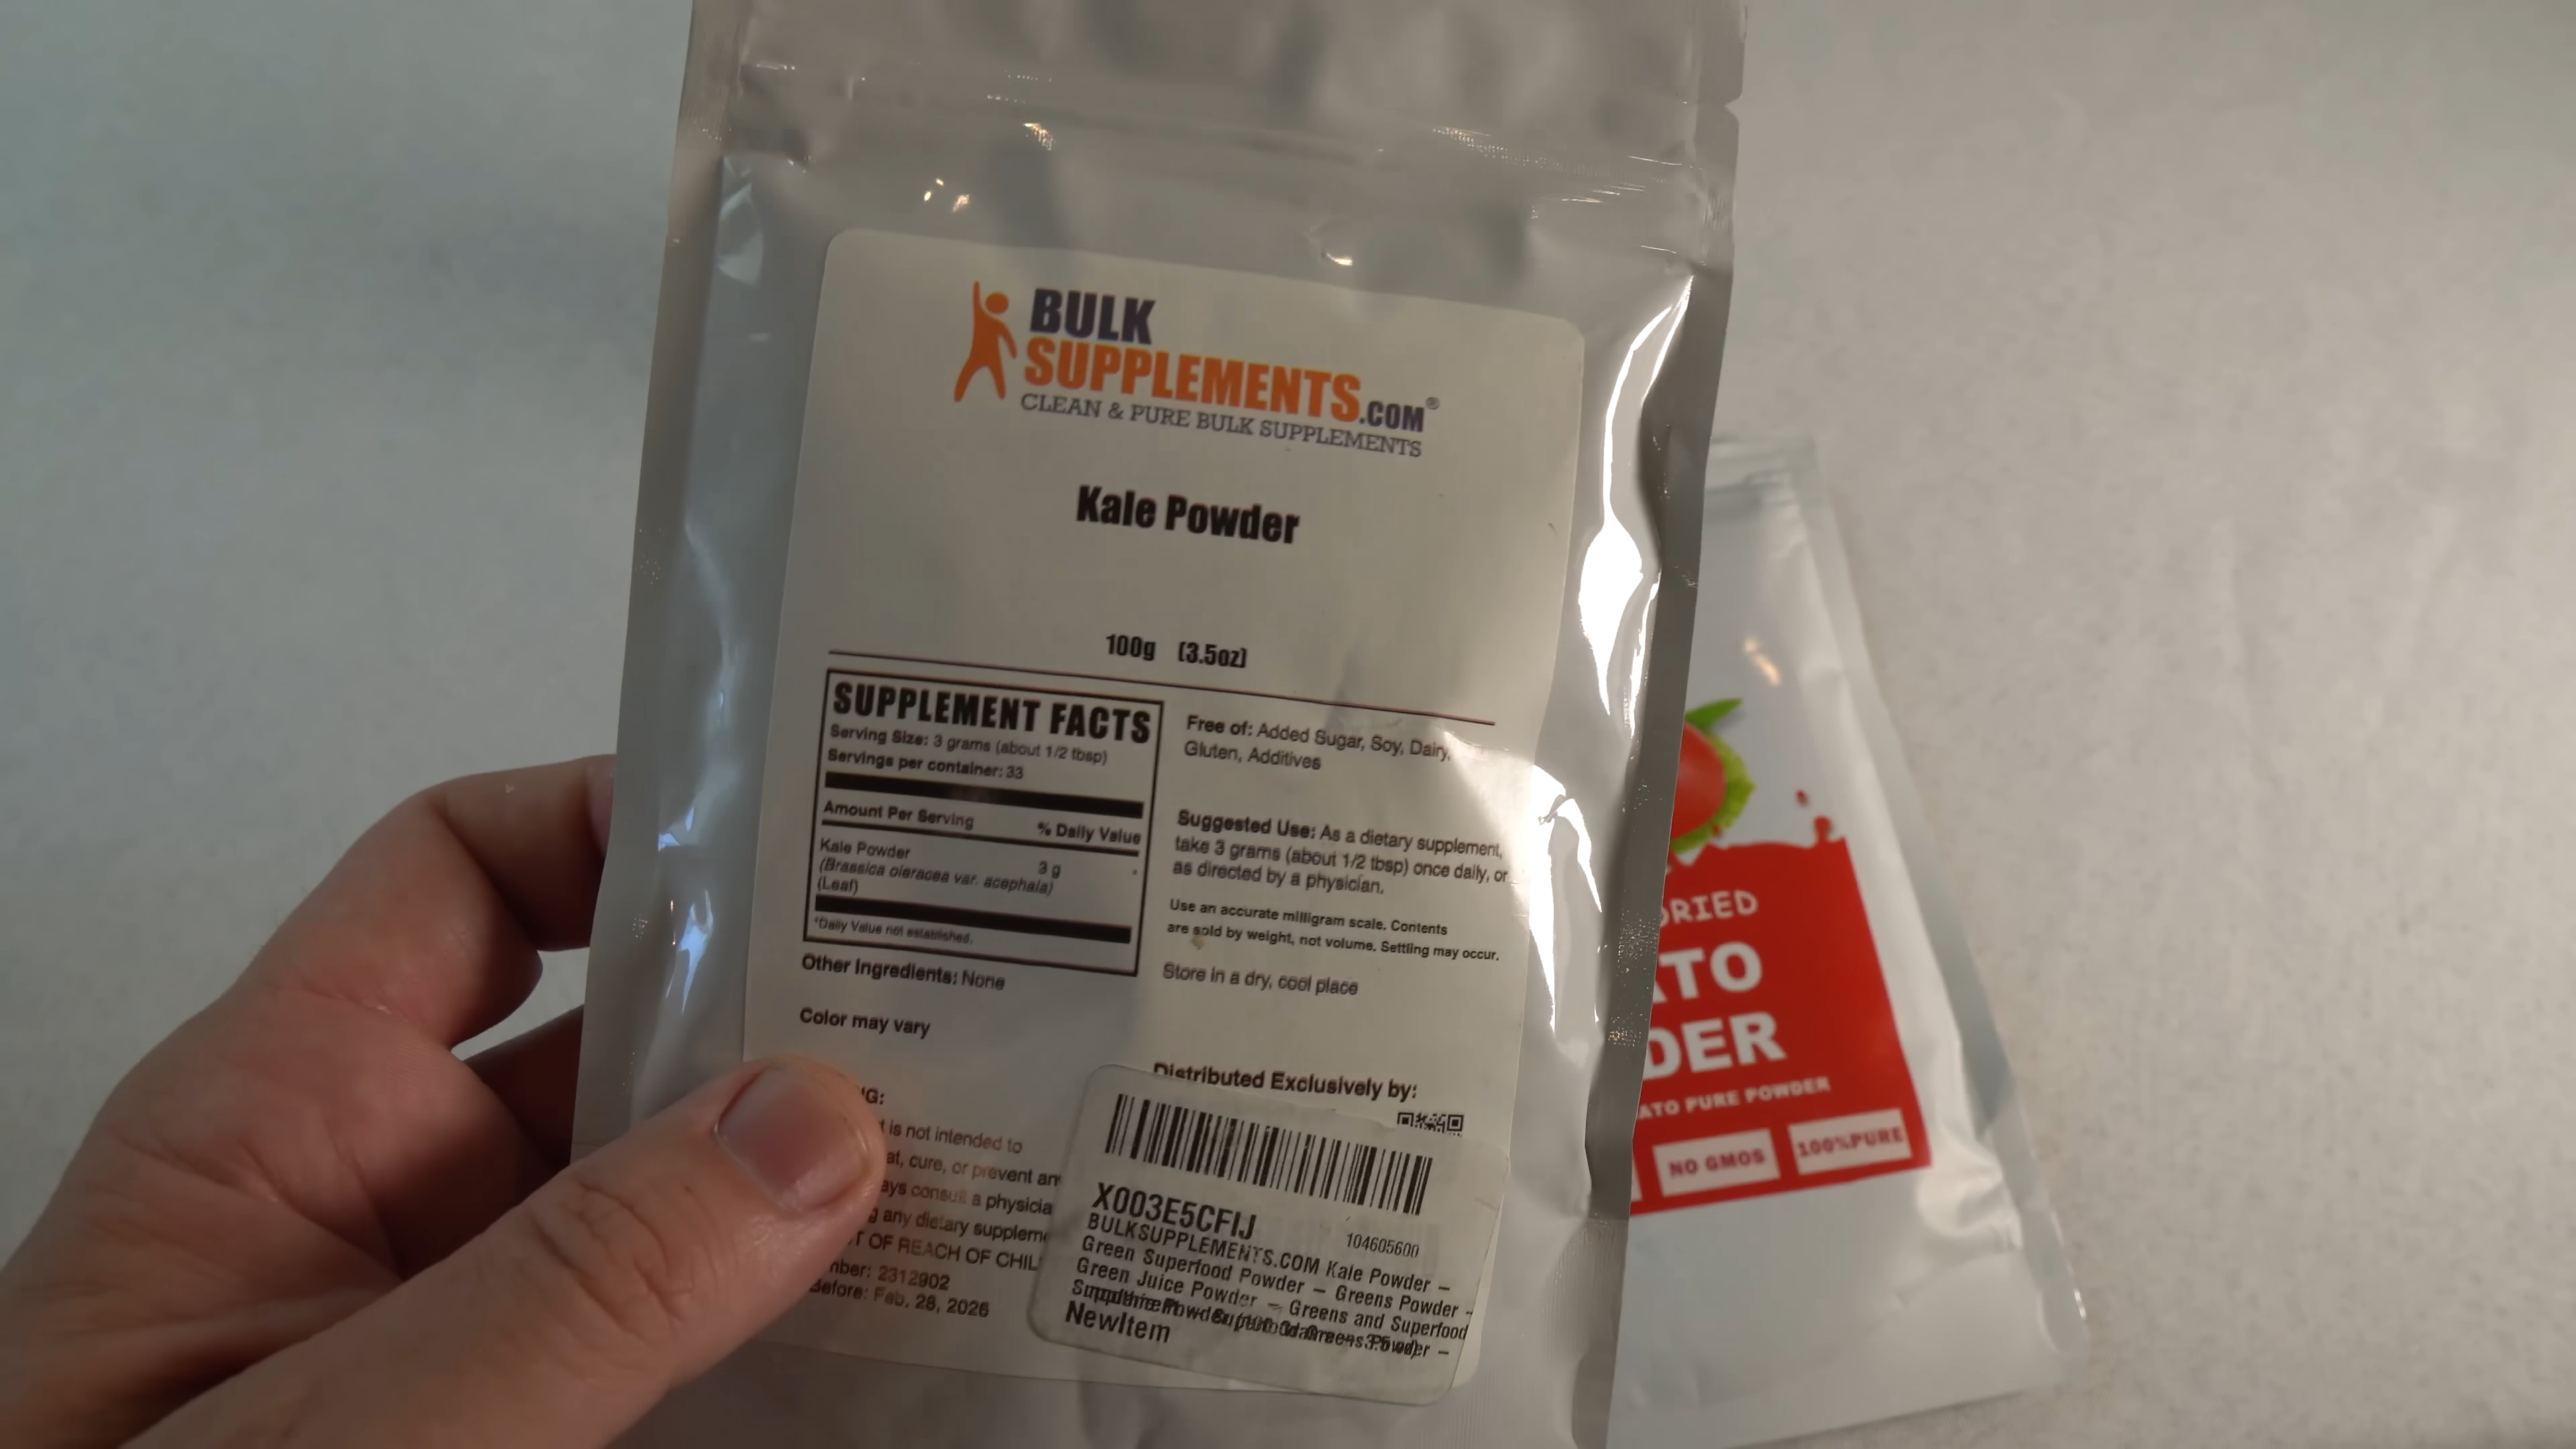 BULK
SUPPLEMENTS.COM®
CLEAN & PURE BULK SUPPLEMENTS
Kale Powder
100g (3.5oz)
SUPPLEMENT FACTS
Serving Size: 3 grams (about 1/2 tbsp)
Servings per container: 33
Amount Per Serving % Daily Value
Kale Powder 3 g *
(Brassica oleracea var. acephala)
(Leaf)
*Daily Value not established.
Other Ingredients: None
Color may vary
Free of: Added Sugar, Soy, Dairy,
Gluten, Additives
Suggested Use: As a dietary supplement,
take 3 grams (about 1/2 tbsp) once daily, or
as directed by a physician.
Use an accurate milligram scale. Contents
are sold by weight, not volume. Settling may occur.
Store in a dry, cool place
Distributed Exclusively by:
G:
is not intended to
at, cure, or prevent an
ays consult a physicia
g any dietary suppleme
T OF REACH OF CHIL
nber: 2312902
Before: Feb, 28, 2026
X003E5CFIJ
104605600
BULKSUPPLEMENTS.COM Kale Powder –
Green Superfood Powder – Greens Powder –
Green Juice Powder – Greens and Superfood
NewItem
DRIED
ATO
DER
ATO PURE POWDER
NO GMOS
100%PURE